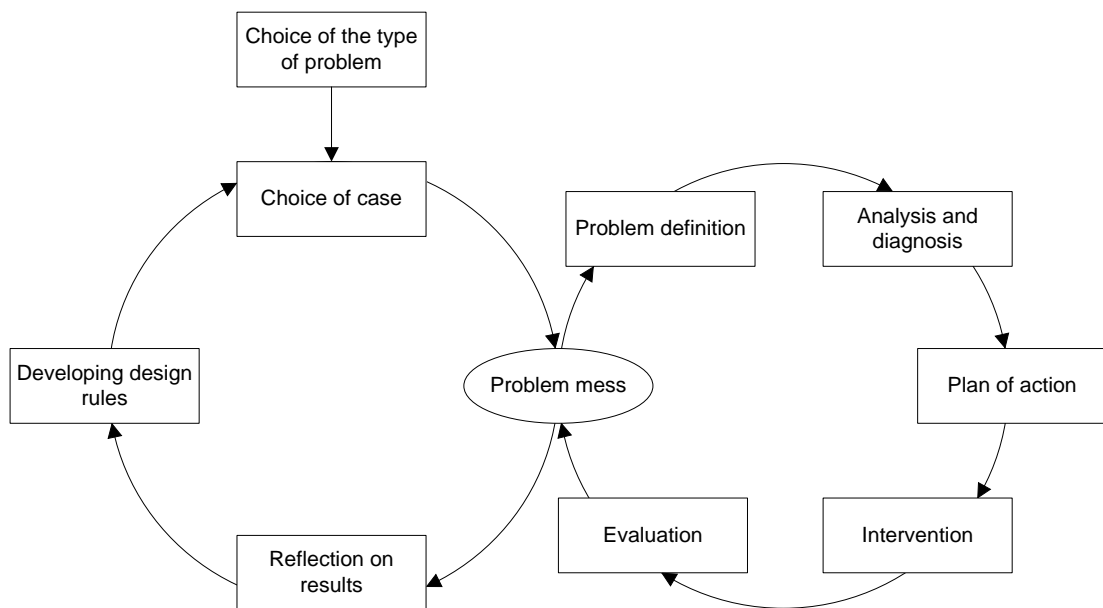 Choice of the type
of problem
Choice of case
Problem definition
Analysis and
diagnosis
Developing design
rules
Problem mess
Plan of action
Reflection on
results
Evaluation
Intervention